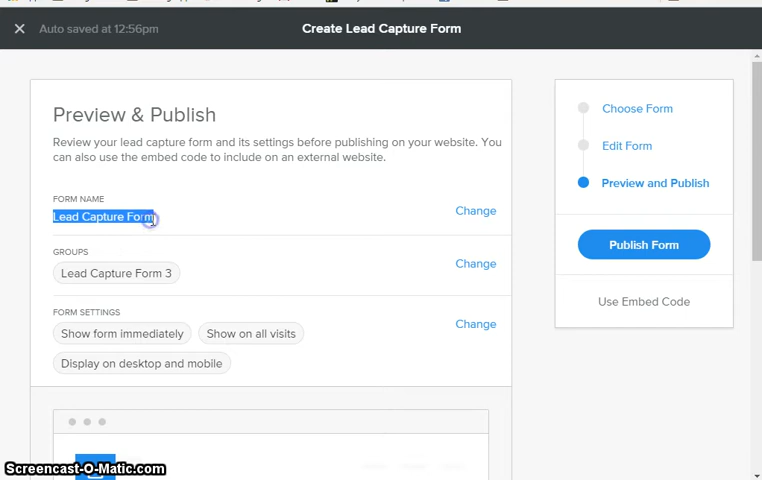 Auto saved at 12:56pm
Create Lead Capture Form
Preview & Publish
Review your lead capture form and its settings before publishing on your website. You
can also use the embed code to include on an external website.
FORM NAME
Lead Capture Form
Change
GROUPS
Lead Capture Form 3
Change
FORM SETTINGS
Show form immediately
Show on all visits
Display on desktop and mobile
Change
Choose Form
Edit Form
Preview and Publish
Publish Form
Use Embed Code
Screencast-O-Matic.com